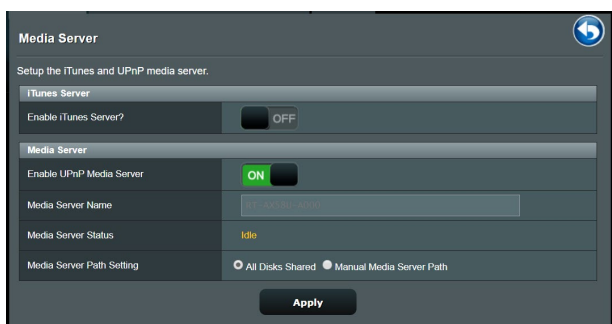 Media Server
Setup the iTunes and UPnP media server.
iTunes Server
Enable iTunes Server?
OFF
Media Server
Enable UPnP Media Server
ON
Media Server Name
Media Server Status
Idle
Media Server Path Setting
All Disks Shared Manual Media Server Path
Apply